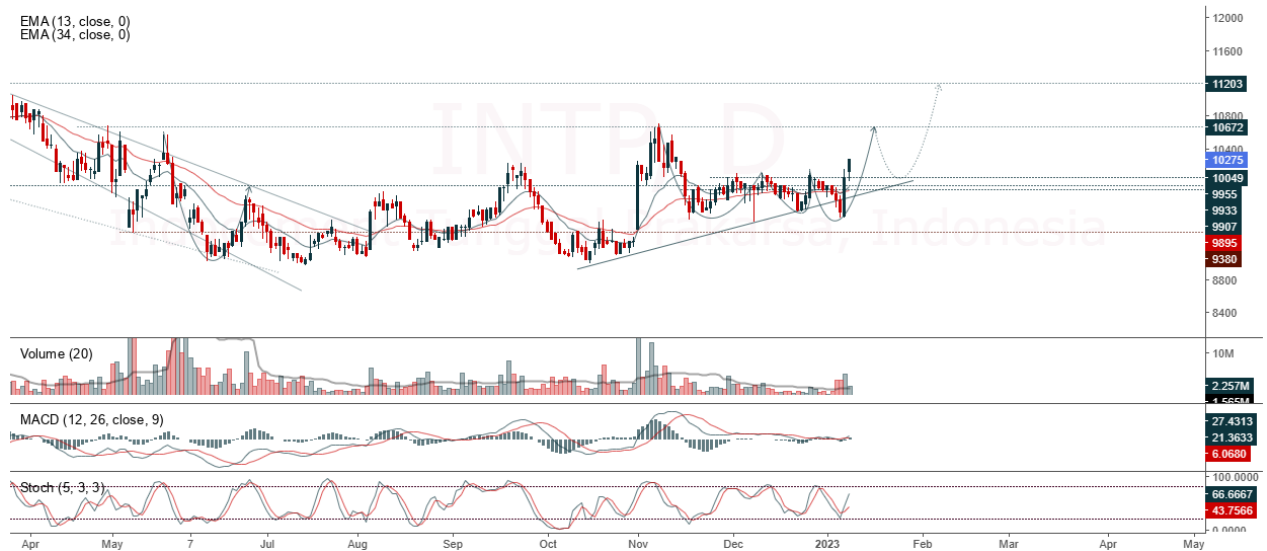 EMA (13, close, 0)
EMA (34, close, 0)
INTP, D
Indonesia
12000
11600
11203
10800
10672
10400
10275
10049
9955
9933
9907
9895
9380
8800
8400
Volume (20)
10M
2.257M
1.565M
MACD (12, 26, close, 9)
27.4313
21.3633
6.0680
Stoch (5, 3, 3)
100.0000
66.6667
43.7566
0.0000
Apr May 7 Jul Aug Sep Oct Nov Dec 2023 Feb Mar Apr May